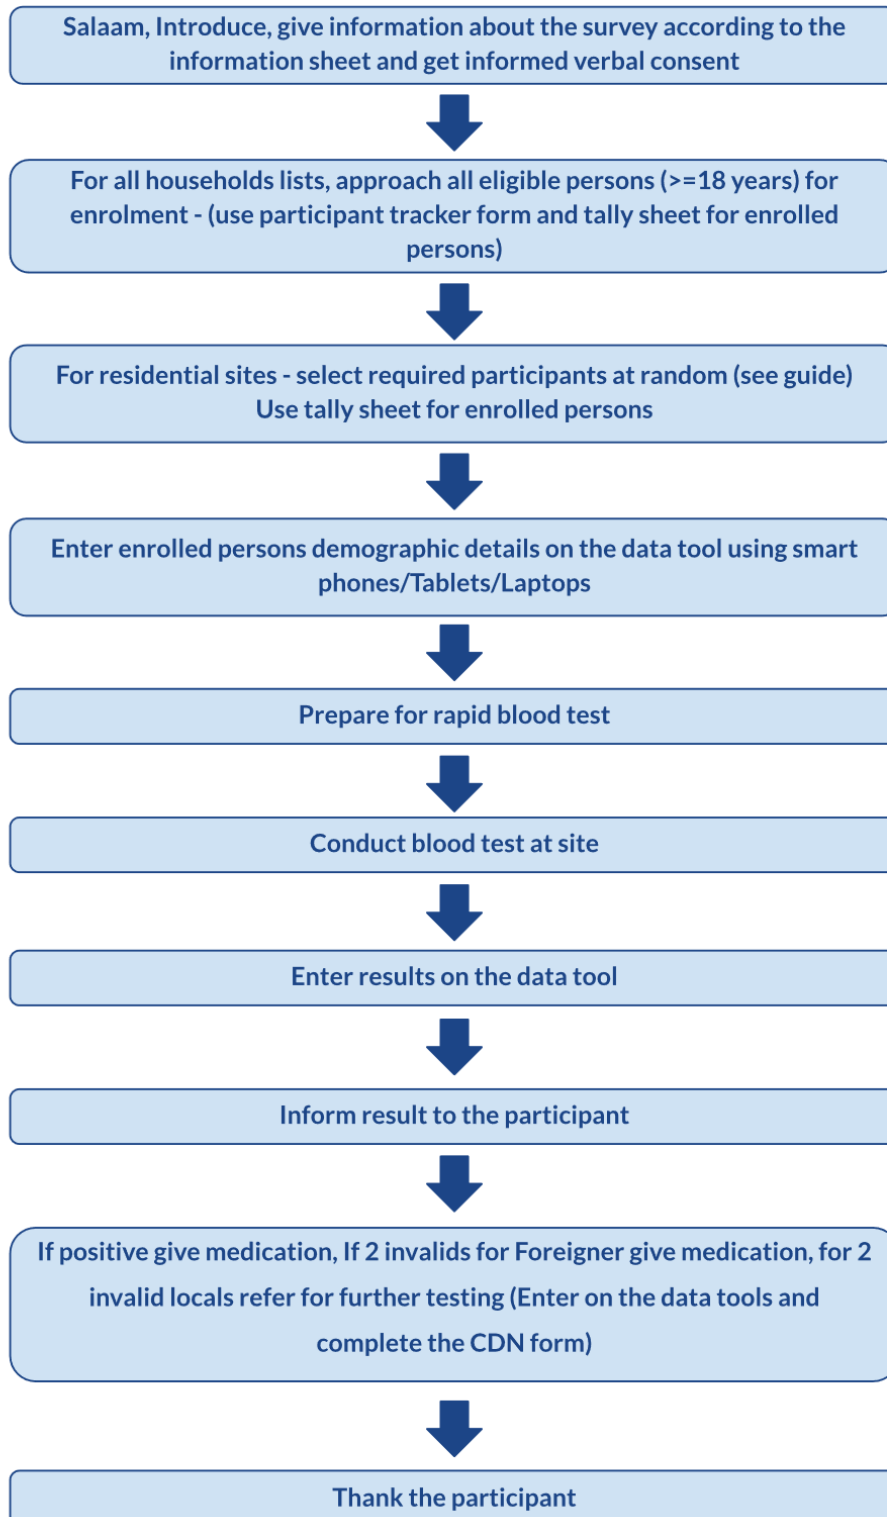 Salaam, Introduce, give information about the survey according to the
information sheet and get informed verbal consent
For all households lists, approach all eligible persons (>=18 years) for
enrolment - (use participant tracker form and tally sheet for enrolled
persons)
For residential sites - select required participants at random (see guide)
Use tally sheet for enrolled persons
Enter enrolled persons demographic details on the data tool using smart
phones/Tablets/Laptops
Prepare for rapid blood test
Conduct blood test at site
Enter results on the data tool
Inform result to the participant
If positive give medication, If 2 invalids for Foreigner give medication, for 2
invalid locals refer for further testing (Enter on the data tools and
complete the CDN form)
Thank the participant